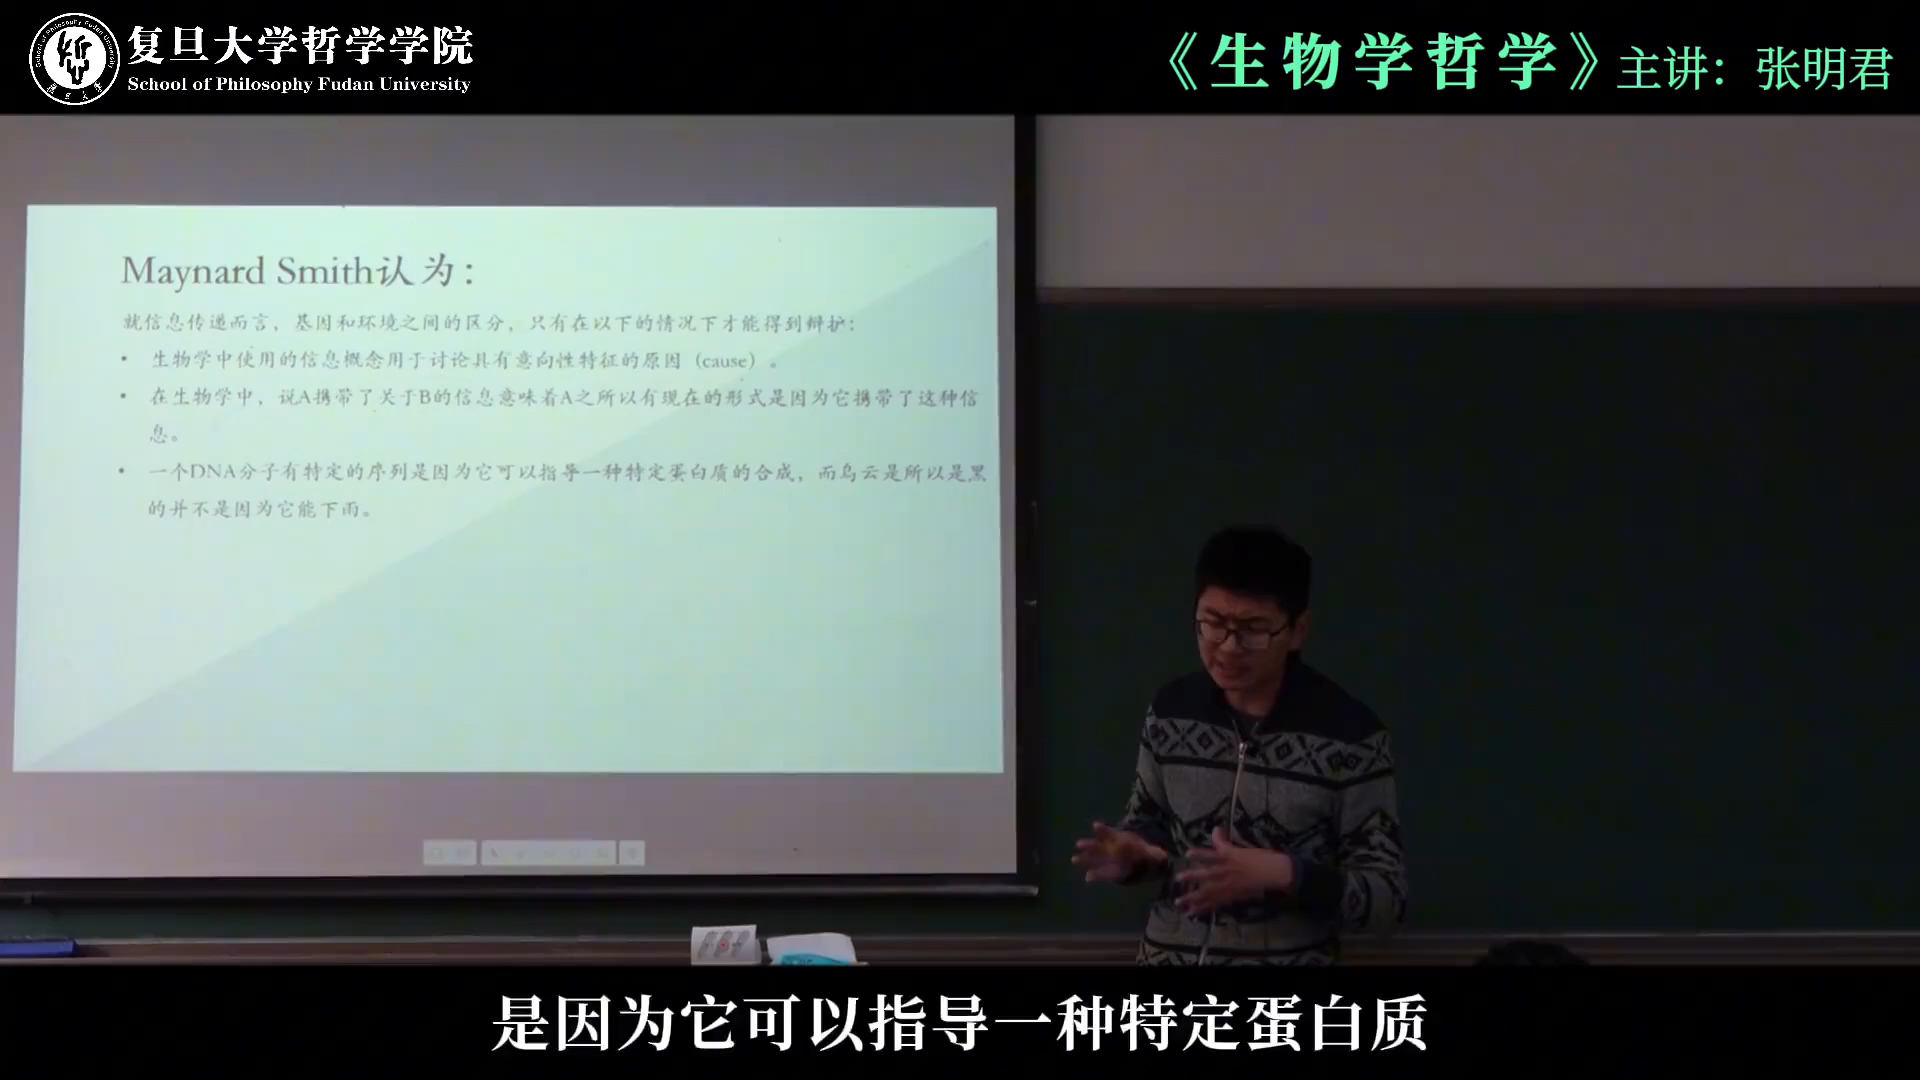 复旦大学哲学学院
School of Philosophy Fudan University
《生物学哲学》主讲：张明君
Maynard Smith认为：
就信息传递而言，基因和环境之间的区分，只有在以下的情况下才能得到辩护：
• 生物学中使用的信息概念用于讨论具有意向性特征的原因（cause）。
• 在生物学中，说A携带了关于B的信息意味着A之所以有现在的形式是因为它携带了这种信
息。
• 一个DNA分子有特定的序列是因为它可以指导一种特定蛋白质的合成，而乌云是所以是黑
的并不是因为它能下雨。
是因为它可以指导一种特定蛋白质